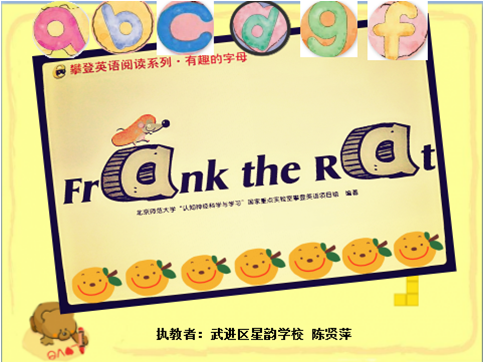 a b c d g f
攀登英语阅读系列·有趣的字母
Frank the Rat
北京师范大学“认知神经科学与学习”国家重点实验室攀登英语项目组 编著
执教者：武进区星韵学校 陈贤萍